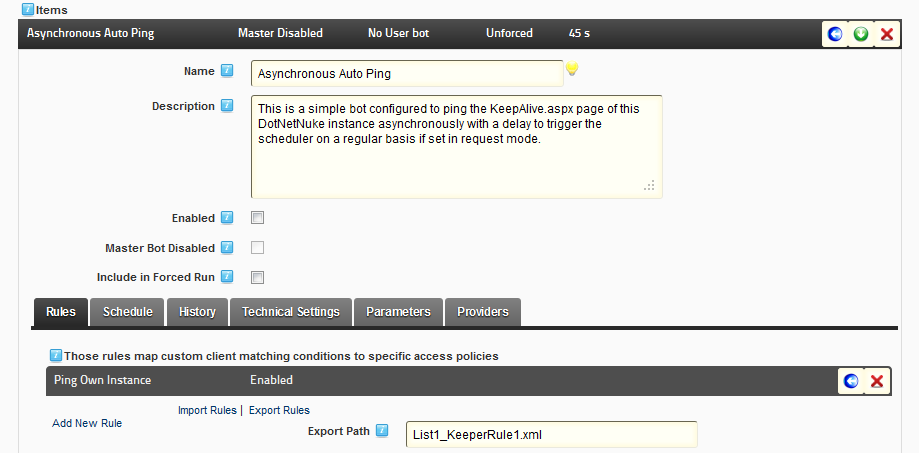 Items
Asynchronous Auto Ping Master Disabled No User bot Unforced 45 s
Name Asynchronous Auto Ping
Description This is a simple bot configured to ping the KeepAlive.aspx page of this
DotNetNuke instance asynchronously with a delay to trigger the
scheduler on a regular basis if set in request mode.
Enabled
Master Bot Disabled
Include in Forced Run
Rules Schedule History Technical Settings Parameters Providers
Those rules map custom client matching conditions to specific access policies
Ping Own Instance Enabled
Import Rules | Export Rules
Add New Rule
Export Path List1_KeeperRule1.xml